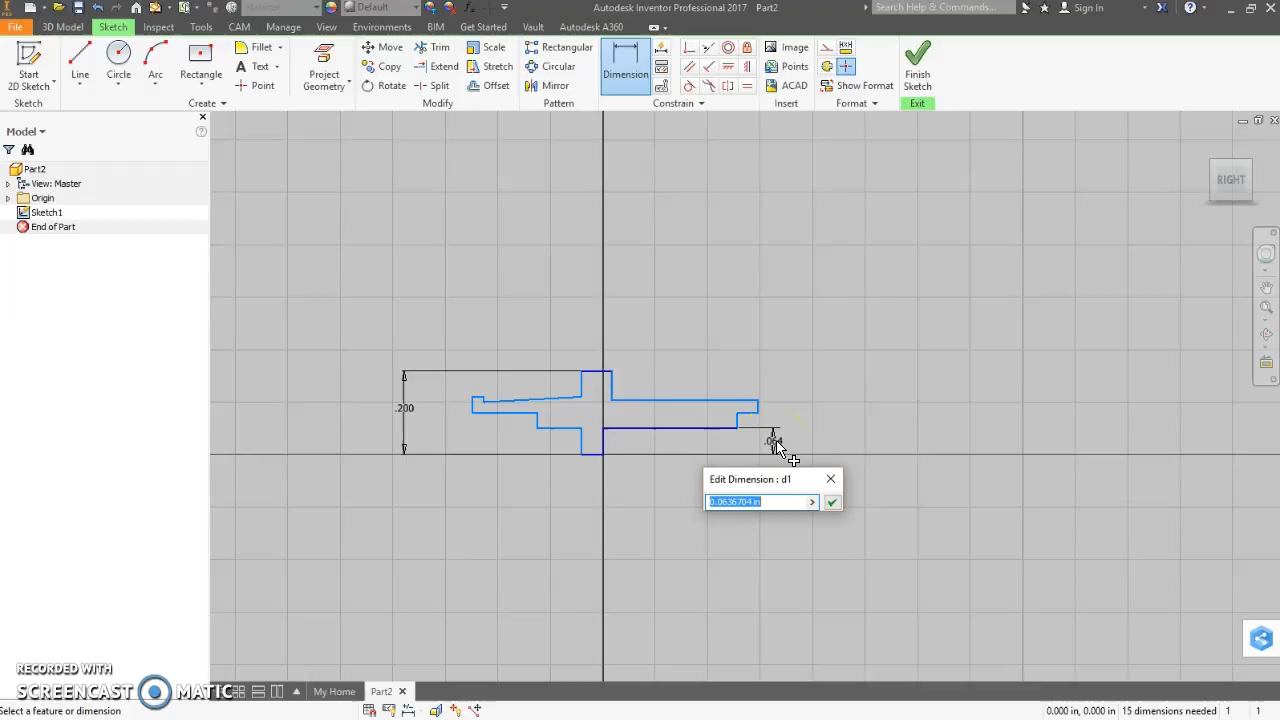 Default
Autodesk Inventor Professional 2017 Part2
Search Help & Commands...
Sign In
File 3D Model Sketch Inspect Tools CAM Manage View Environments BIM Get Started Vault Autodesk A360
Start
2D Sketch
Line
Circle
Arc
Rectangle
Fillet
Text
Point
Project
Geometry
Move
Copy
Rotate
Trim
Extend
Split
Scale
Stretch
Offset
Rectangular
Circular
Mirror
Dimension
Image
Points
ACAD
Show Format
Finish
Sketch
Sketch Create Modify Pattern Constrain Insert Format Exit
Model
Part2
View: Master
Origin
Sketch1
End of Part
RIGHT
.200
Edit Dimension : d1
0.0636704 in
RECORDED WITH
SCREENCAST MATIC
My Home Part2
Select a feature or dimension
0.000 in, 0.000 in 15 dimensions needed 1 1